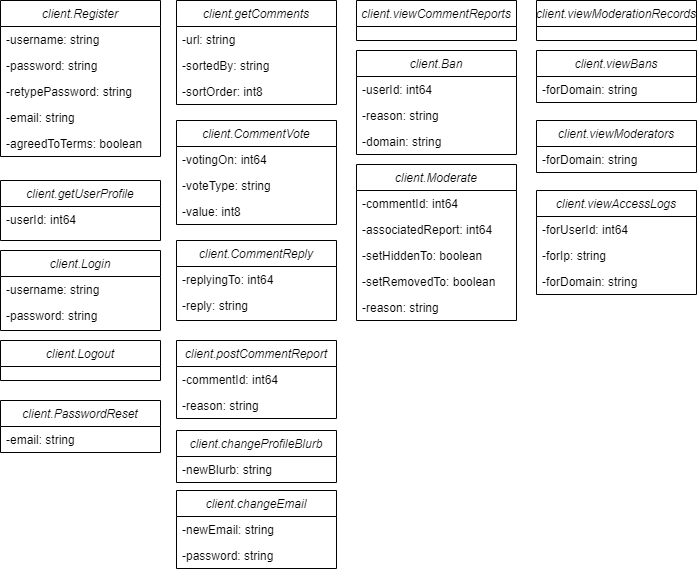 client.Register
-username: string
-password: string
-retypePassword: string
-email: string
-agreedToTerms: boolean
client.getUserProfile
-userId: int64
client.Login
-username: string
-password: string
client.Logout
client.PasswordReset
-email: string
client.getComments
-url: string
-sortedBy: string
-sortOrder: int8
client.CommentVote
-votingOn: int64
-voteType: string
-value: int8
client.CommentReply
-replyingTo: int64
-reply: string
client.postCommentReport
-commentId: int64
-reason: string
client.changeProfileBlurb
-newBlurb: string
client.changeEmail
-newEmail: string
-password: string
client.viewCommentReports
client.Ban
-userId: int64
-reason: string
-domain: string
client.Moderate
-commentId: int64
-associatedReport: int64
-setHiddenTo: boolean
-setRemovedTo: boolean
-reason: string
client.viewModerationRecords
client.viewBans
-forDomain: string
client.viewModerators
-forDomain: string
client.viewAccessLogs
-forUserId: int64
-forIp: string
-forDomain: string